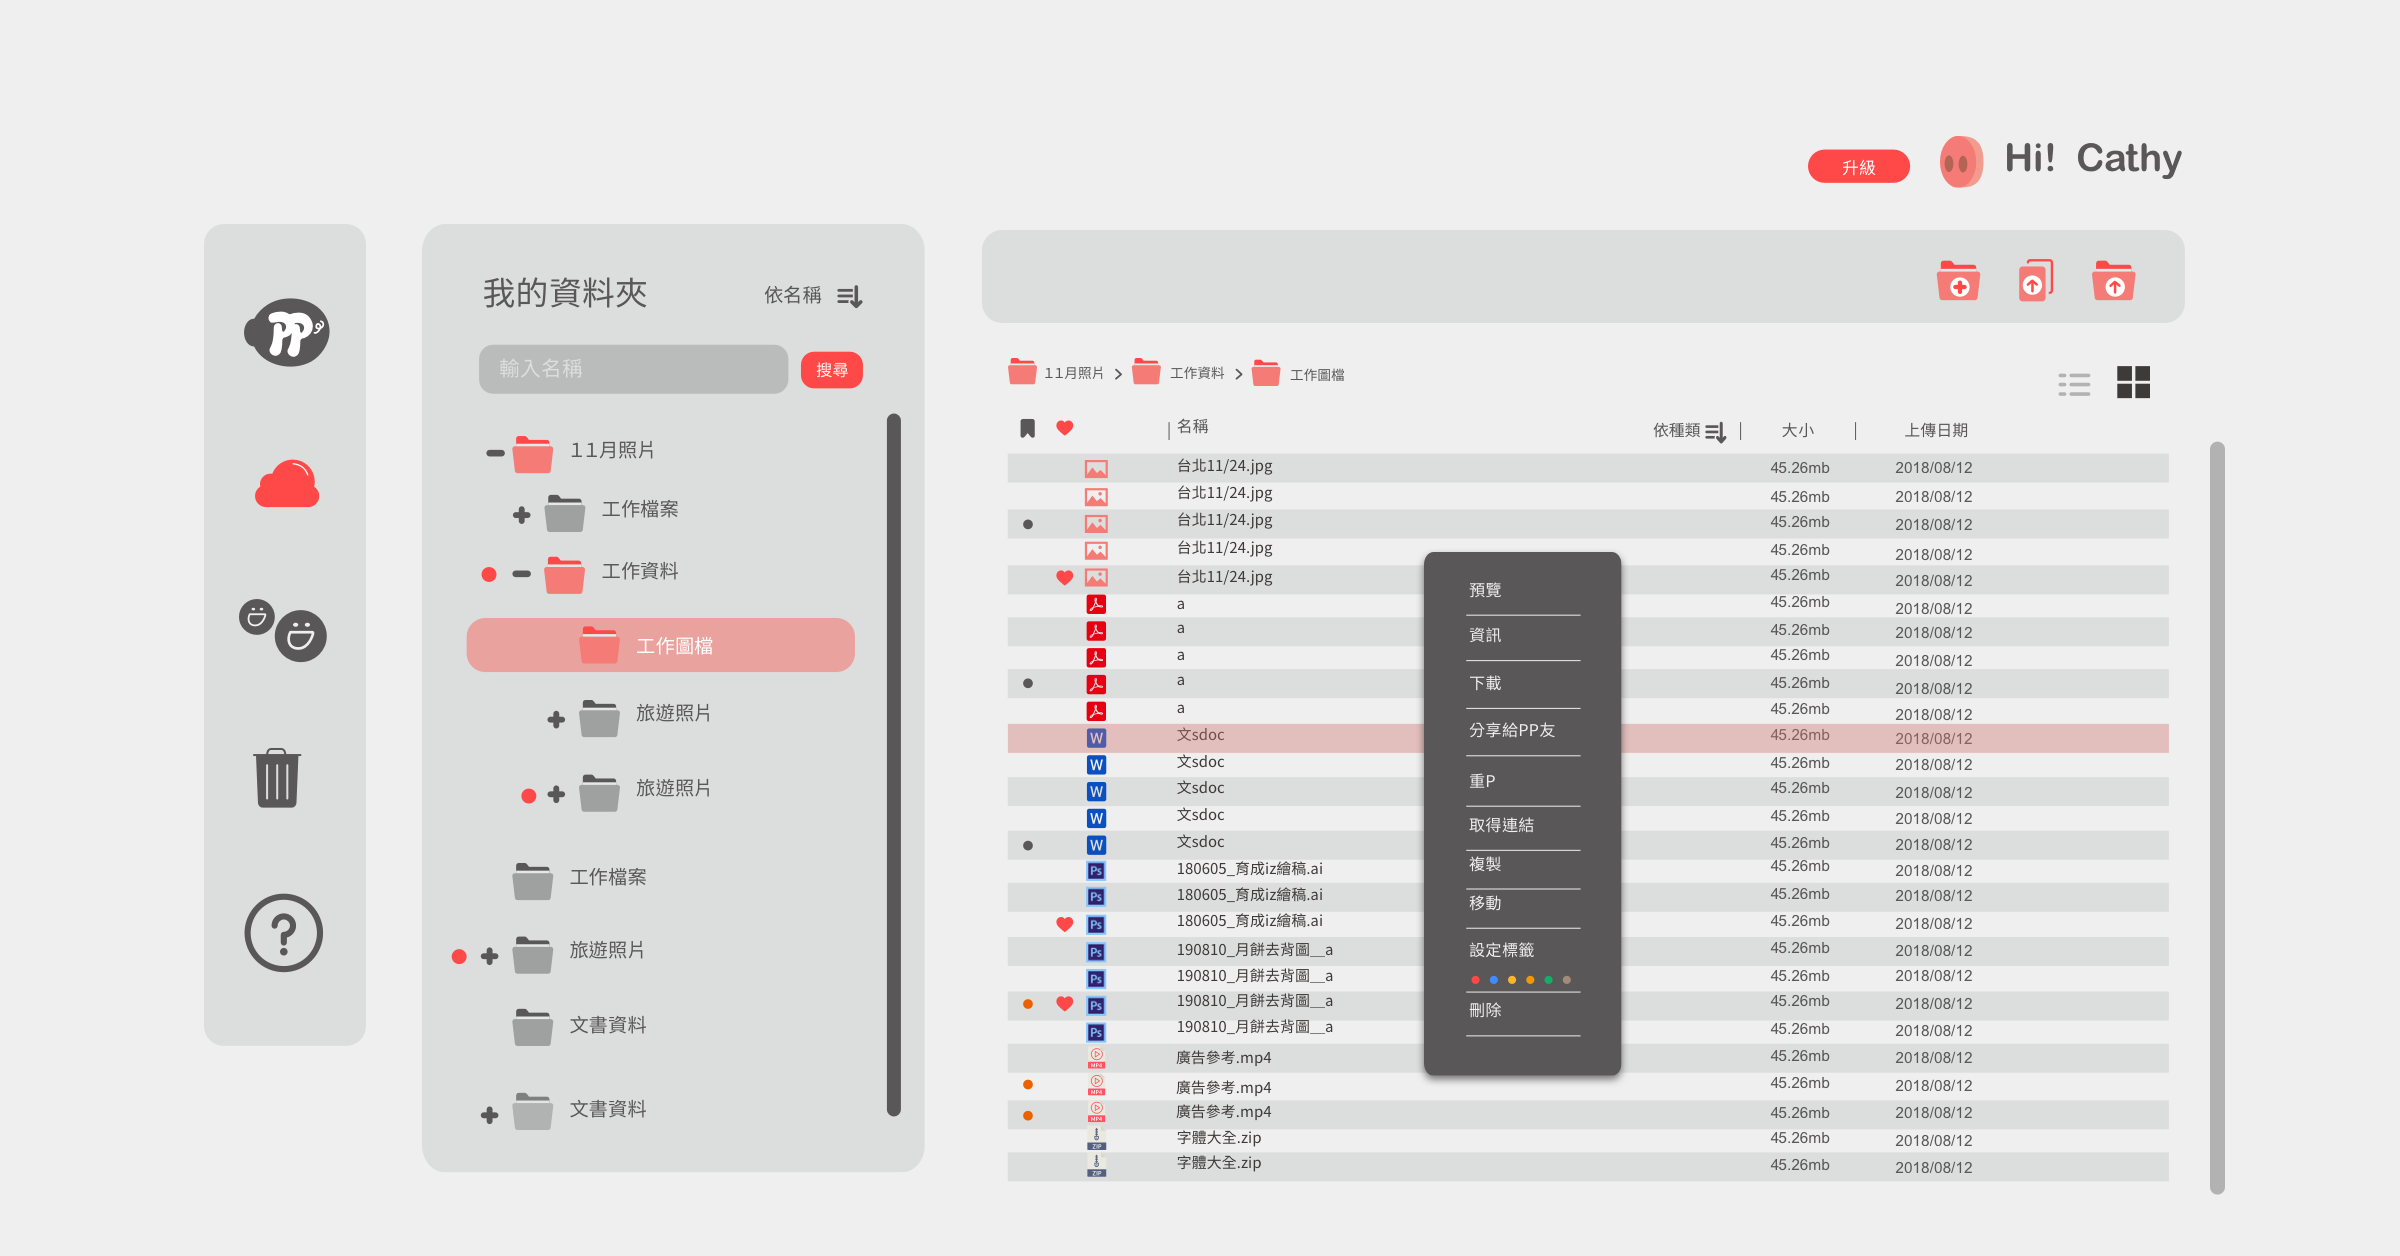 升級
Hi! Cathy
PP
我的資料夾
依名稱
輸入名稱
搜尋
11月照片
工作檔案
工作資料
工作圖檔
旅遊照片
旅遊照片
工作檔案
旅遊照片
文書資料
文書資料
11月照片 > 工作資料 > 工作圖檔
| 名稱 依種類 | 大小 | 上傳日期
台北11/24.jpg 45.26mb 2018/08/12
台北11/24.jpg 45.26mb 2018/08/12
台北11/24.jpg 45.26mb 2018/08/12
台北11/24.jpg 45.26mb 2018/08/12
台北11/24.jpg 45.26mb 2018/08/12
a 45.26mb 2018/08/12
a 45.26mb 2018/08/12
a 45.26mb 2018/08/12
a 45.26mb 2018/08/12
a 45.26mb 2018/08/12
W 文sdoc 45.26mb 2018/08/12
W 文sdoc 45.26mb 2018/08/12
W 文sdoc 45.26mb 2018/08/12
W 文sdoc 45.26mb 2018/08/12
W 文sdoc 45.26mb 2018/08/12
Ps 180605_育成iz繪稿.ai 45.26mb 2018/08/12
Ps 180605_育成iz繪稿.ai 45.26mb 2018/08/12
Ps 180605_育成iz繪稿.ai 45.26mb 2018/08/12
Ps 190810_月餅去背圖__a 45.26mb 2018/08/12
Ps 190810_月餅去背圖__a 45.26mb 2018/08/12
Ps 190810_月餅去背圖__a 45.26mb 2018/08/12
Ps 190810_月餅去背圖__a 45.26mb 2018/08/12
MP4 廣告參考.mp4 45.26mb 2018/08/12
MP4 廣告參考.mp4 45.26mb 2018/08/12
MP4 廣告參考.mp4 45.26mb 2018/08/12
ZIP 字體大全.zip 45.26mb 2018/08/12
ZIP 字體大全.zip 45.26mb 2018/08/12
預覽
資訊
下載
分享給PP友
重P
取得連結
複製
移動
設定標籤
刪除